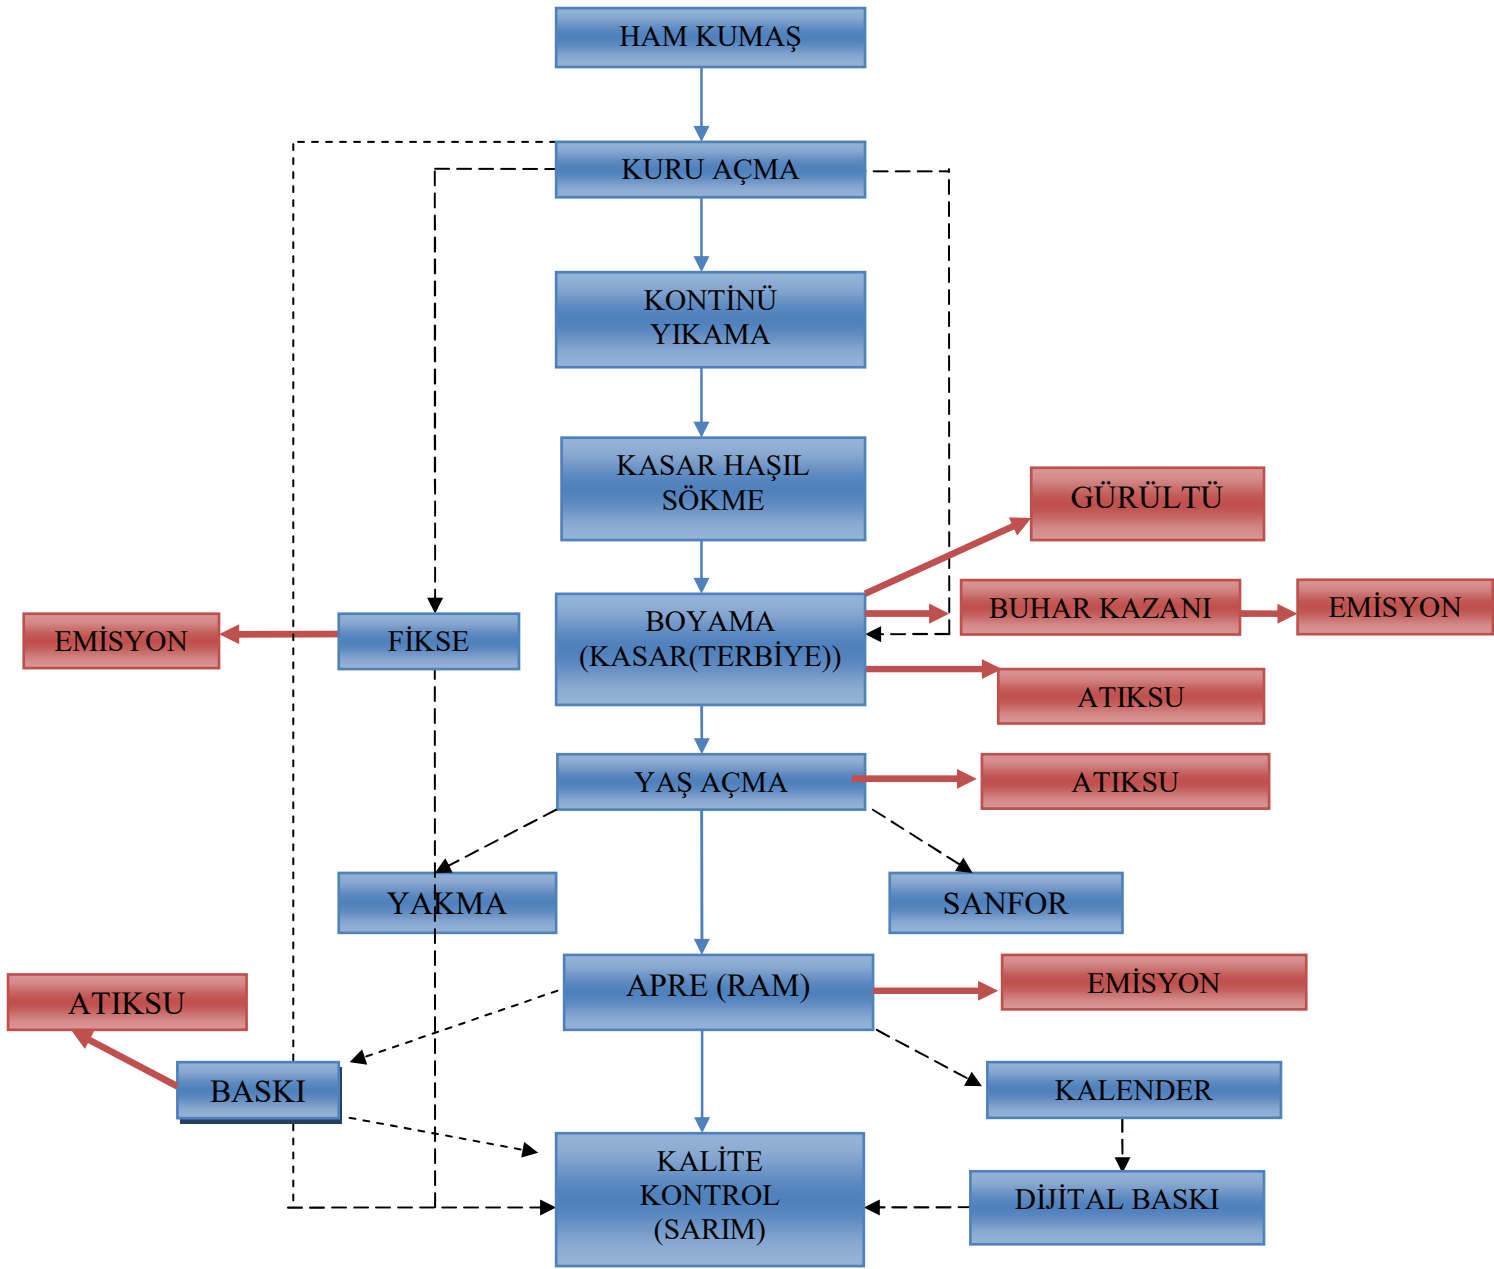 HAM KUMAŞ
KURU AÇMA
KONTİNÜ
YIKAMA
KASAR HAŞIL
SÖKME
GÜRÜLTÜ
BUHAR KAZANI
EMİSYON
EMİSYON
FİKSE
BOYAMA
(KASAR(TERBİYE))
ATIKSU
YAŞ AÇMA
ATIKSU
YAKMA
SANFOR
APRE (RAM)
EMİSYON
ATIKSU
BASKI
KALENDER
KALİTE
KONTROL
(SARIM)
DİJİTAL BASKI